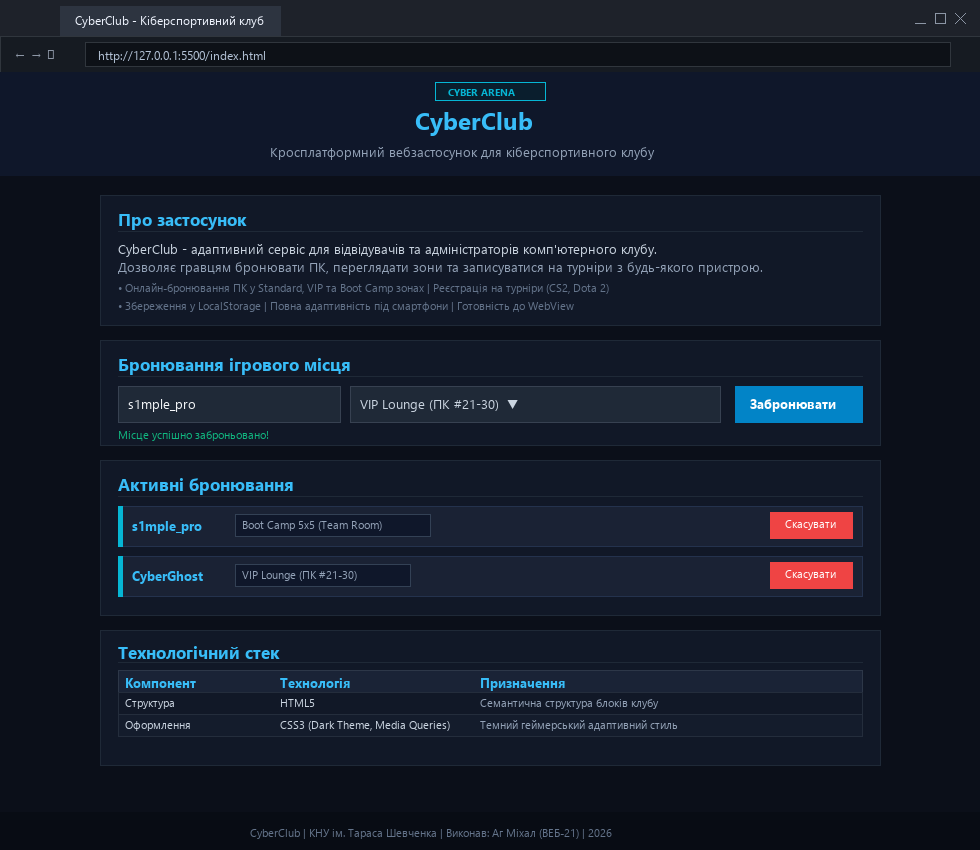 CyberClub - Кіберспортивний клуб
← → http://127.0.0.1:5500/index.html
CYBER ARENA
CyberClub
Кросплатформний вебзастосунок для кіберспортивного клубу
Про застосунок
CyberClub - адаптивний сервіс для відвідувачів та адміністраторів комп'ютерного клубу.
Дозволяє гравцям бронювати ПК, переглядати зони та записуватися на турніри з будь-якого пристрою.
• Онлайн-бронювання ПК у Standard, VIP та Boot Camp зонах | Реєстрація на турніри (CS2, Dota 2)
• Збереження у LocalStorage | Повна адаптивність під смартфони | Готовність до WebView
Бронювання ігрового місця
s1mple_pro VIP Lounge (ПК #21-30) ▼ Забронювати
Місце успішно заброньовано!
Активні бронювання
s1mple_pro Boot Camp 5x5 (Team Room) Скасувати
CyberGhost VIP Lounge (ПК #21-30) Скасувати
Технологічний стек
Компонент Технологія Призначення
Структура HTML5 Семантична структура блоків клубу
Оформлення CSS3 (Dark Theme, Media Queries) Темний геймерський адаптивний стиль
CyberClub | КНУ ім. Тараса Шевченка | Виконав: Аг Міхал (ВЕБ-21) | 2026